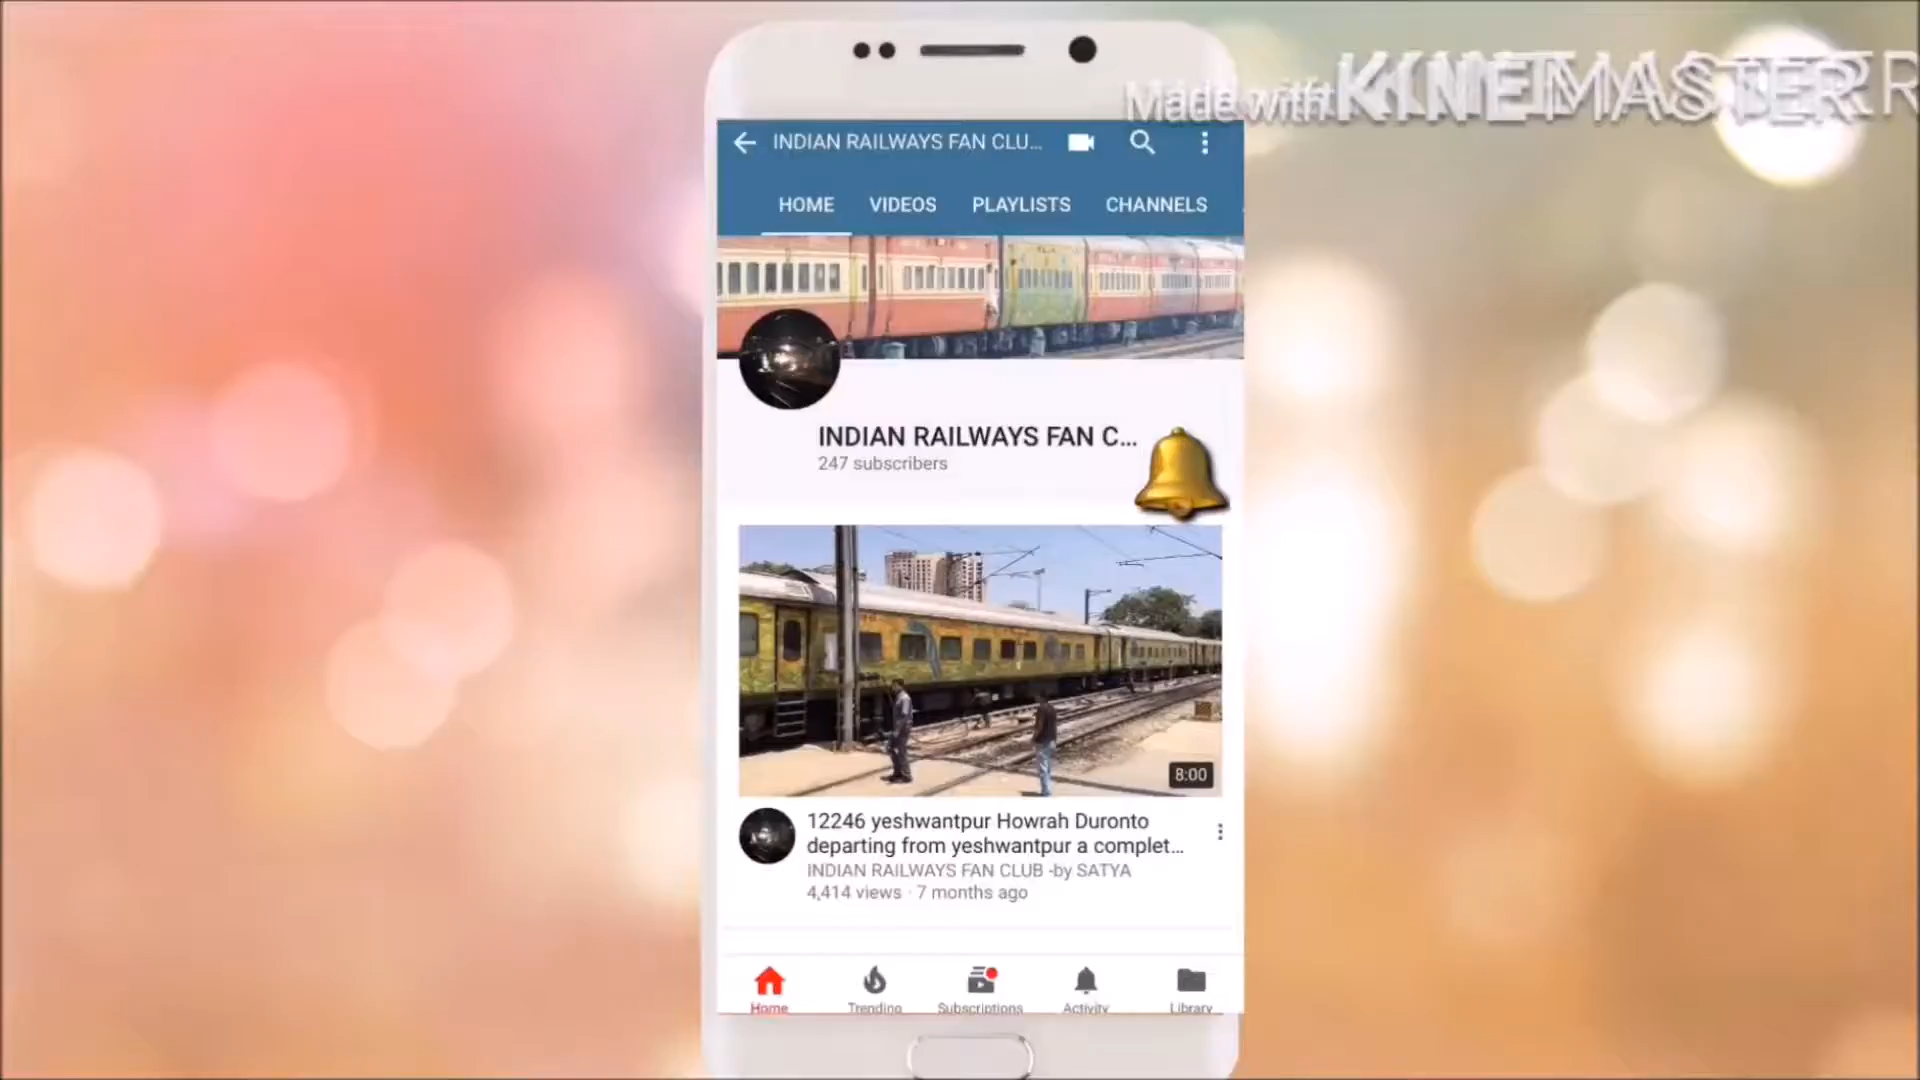 Made with KINEMASTER
INDIAN RAILWAYS FAN CLU...
HOME VIDEOS PLAYLISTS CHANNELS
INDIAN RAILWAYS FAN C...
247 subscribers
8:00
12246 yeshwantpur Howrah Duronto
departing from yeshwantpur a complet...
INDIAN RAILWAYS FAN CLUB -by SATYA
4,414 views · 7 months ago
Home Trending Subscriptions Activity Library